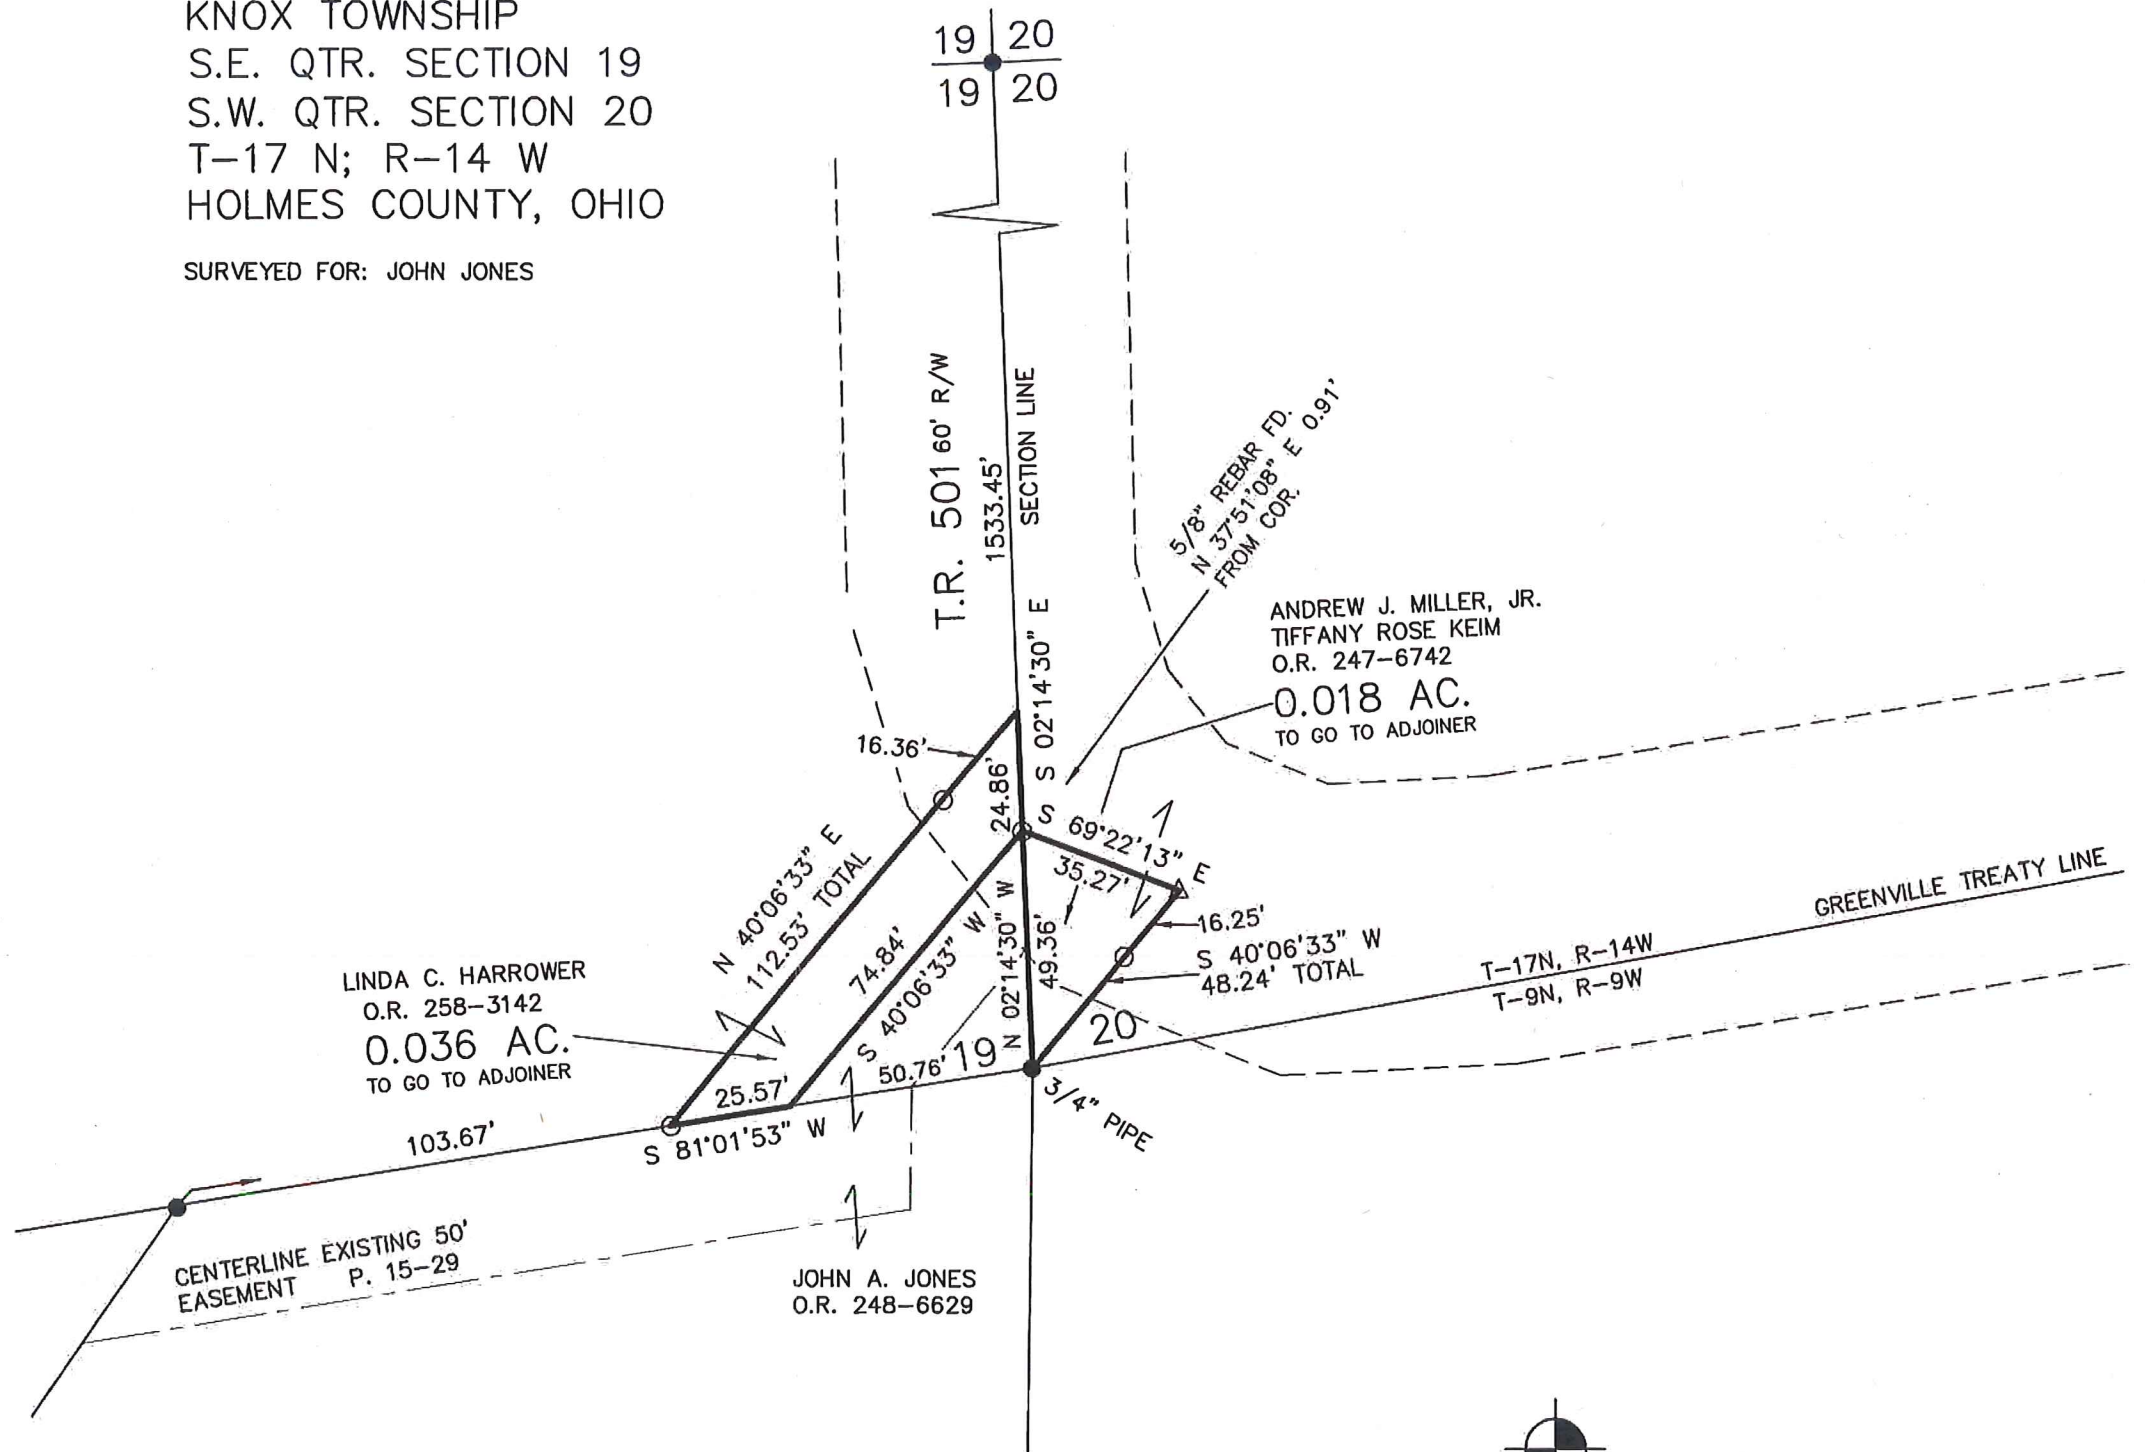 KNOX TOWNSHIP
S.E. QTR. SECTION 19
S.W. QTR. SECTION 20
T-17 N; R-14 W
HOLMES COUNTY, OHIO
SURVEYED FOR: JOHN JONES
19 20
19 20
T.R. 501 60' R/W
1533.45'
SECTION LINE
S 02°14'30" E
5/8" REBAR FD.
N 37°51'08" E 0.91'
FROM COR.
ANDREW J. MILLER, JR.
TIFFANY ROSE KEIM
O.R. 247-6742
0.018 AC.
TO GO TO ADJOINER
16.36'
24.86'
S 69°22'13" E
35.27'
N 40°06'33" E
112.53' TOTAL
74.84'
S 40°06'33" W
N 02°14'30" W
49.36'
16.25'
S 40°06'33" W
48.24' TOTAL
GREENVILLE TREATY LINE
T-17N, R-14W
T-9N, R-9W
LINDA C. HARROWER
O.R. 258-3142
0.036 AC.
TO GO TO ADJOINER
19
20
25.57'
50.76'
3/4" PIPE
103.67'
S 81°01'53" W
CENTERLINE EXISTING 50'
EASEMENT P. 15-29
JOHN A. JONES
O.R. 248-6629